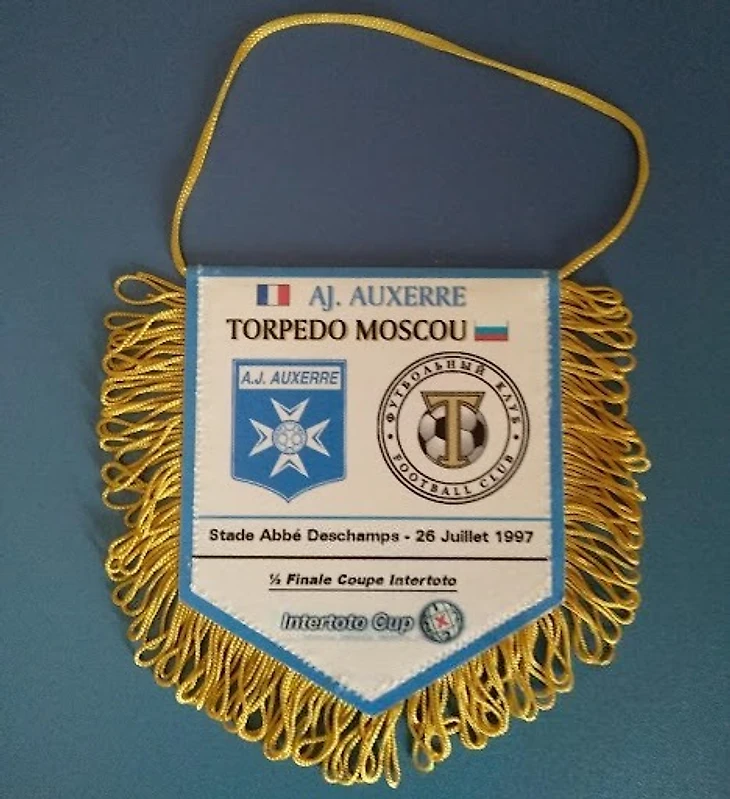 AJ. AUXERRE
TORPEDO MOSCOU
A.J. AUXERRE
ФУТБОЛЬНЫЙ КЛУБ
T
FOOTBALL CLUB
Stade Abbé Deschamps - 26 Juillet 1997
½ Finale Coupe Intertoto
Intertoto Cup